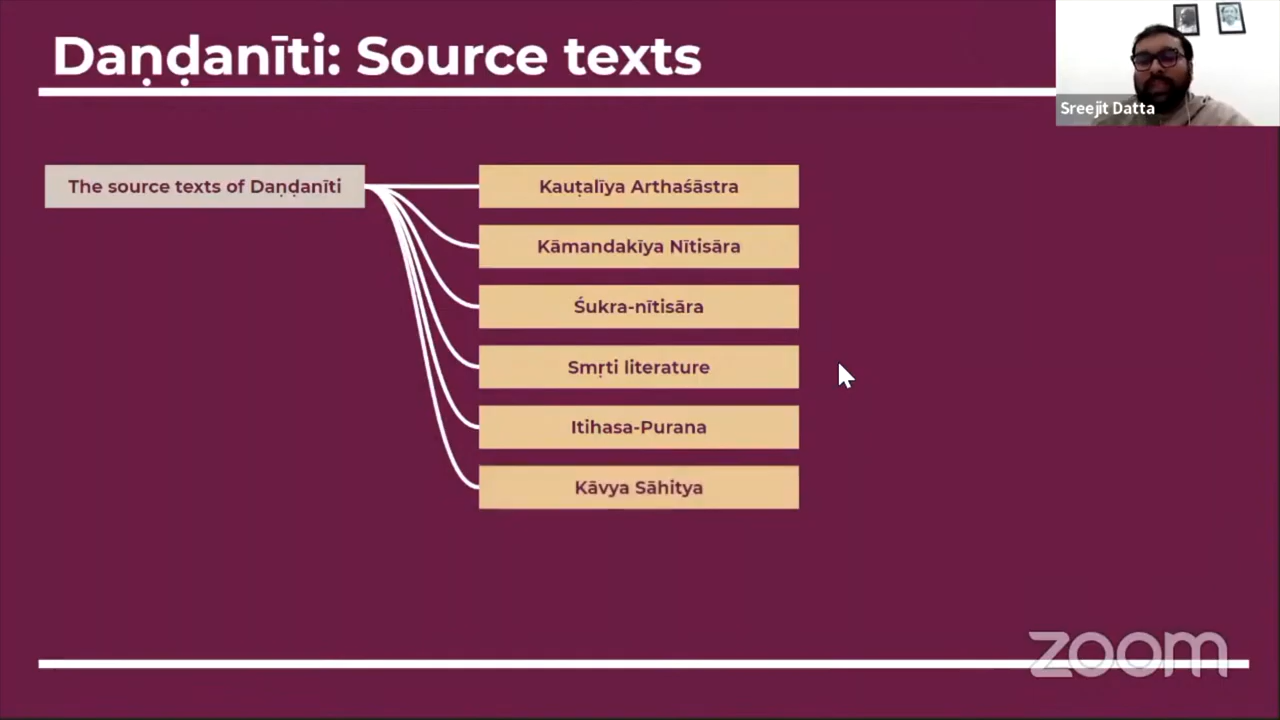 Daṇḍanīti: Source texts
Sreejit Datta
The source texts of Daṇḍanīti
Kauṭalīya Arthaśāstra
Kāmandakīya Nītisāra
Śukra-nītisāra
Smṛti literature
Itihasa-Purana
Kāvya Sāhitya
zoom